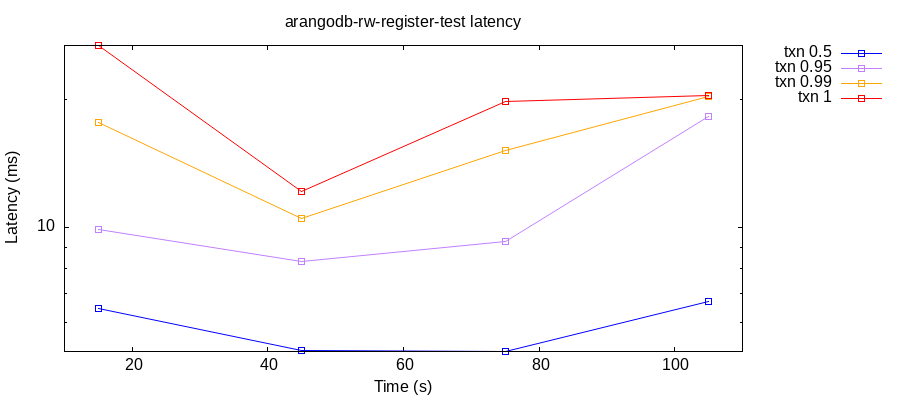 arangodb-rw-register-test latency
txn 0.5
txn 0.95
txn 0.99
txn 1
Latency (ms)
10
20 40 60 80 100
Time (s)